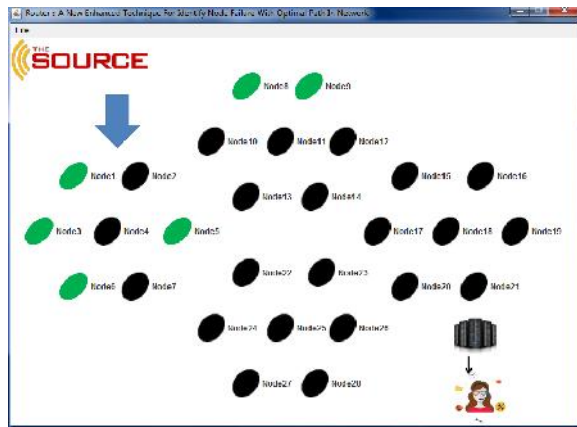 Router : A New Enhanced Technique For Identify Node Failure With Optimal Path In Network
THE
SOURCE
Node8 Node9
Node10 Node11 Node12
Node1 Node2 Node15 Node16
Node13 Node14
Node3 Node4 Node5 Node17 Node18 Node19
Node22 Node23
Node6 Node7 Node20 Node21
Node24 Node25 Node26
Node27 Node28